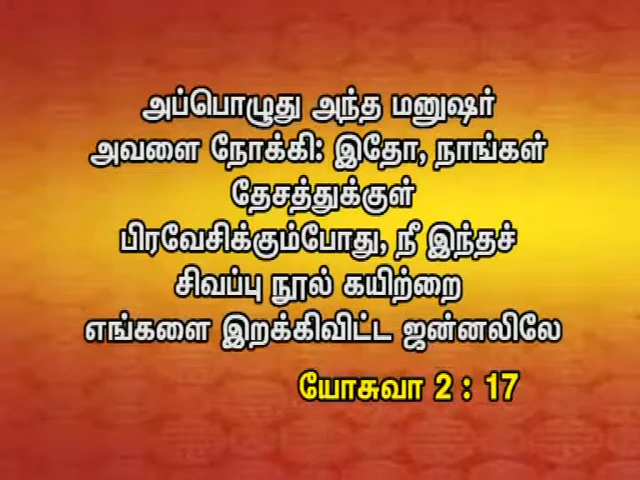 அப்பொழுது அந்த மனுஷர்
அவளை நோக்கி: இதோ, நாங்கள்
தேசத்துக்குள்
பிரவேசிக்கும்போது, நீ இந்தச்
சிவப்பு நூல் கயிற்றை
எங்களை இறக்கிவிட்ட ஜன்னலிலே
யோசுவா 2 : 17